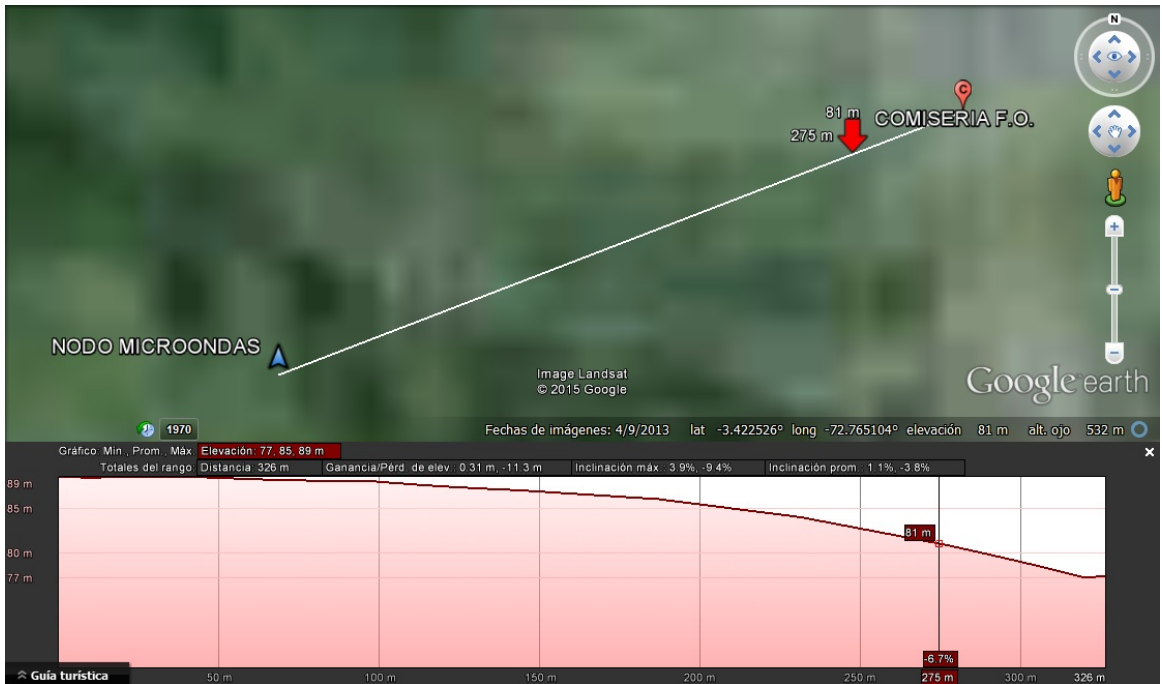 N
C
81 m
275 m
COMISERIA F.O.
NODO MICROONDAS
Image Landsat
© 2015 Google
Google earth
1970
Fechas de imágenes: 4/9/2013 lat -3.422526° long -72.765104° elevación 81 m alt. ojo 532 m
Gráfico: Min., Prom., Máx. Elevación: 77, 85, 89 m
Totales del rango: Distancia: 326 m Ganancia/Pérd. de elev.: 0.31 m, -11.3 m Inclinación máx.: 3.9%, -9.4% Inclinación prom.: 1.1%, -3.8%
89 m
85 m
81 m
80 m
77 m
-6.7%
50 m 100 m 150 m 200 m 250 m 275 m 300 m 326 m
Guía turística